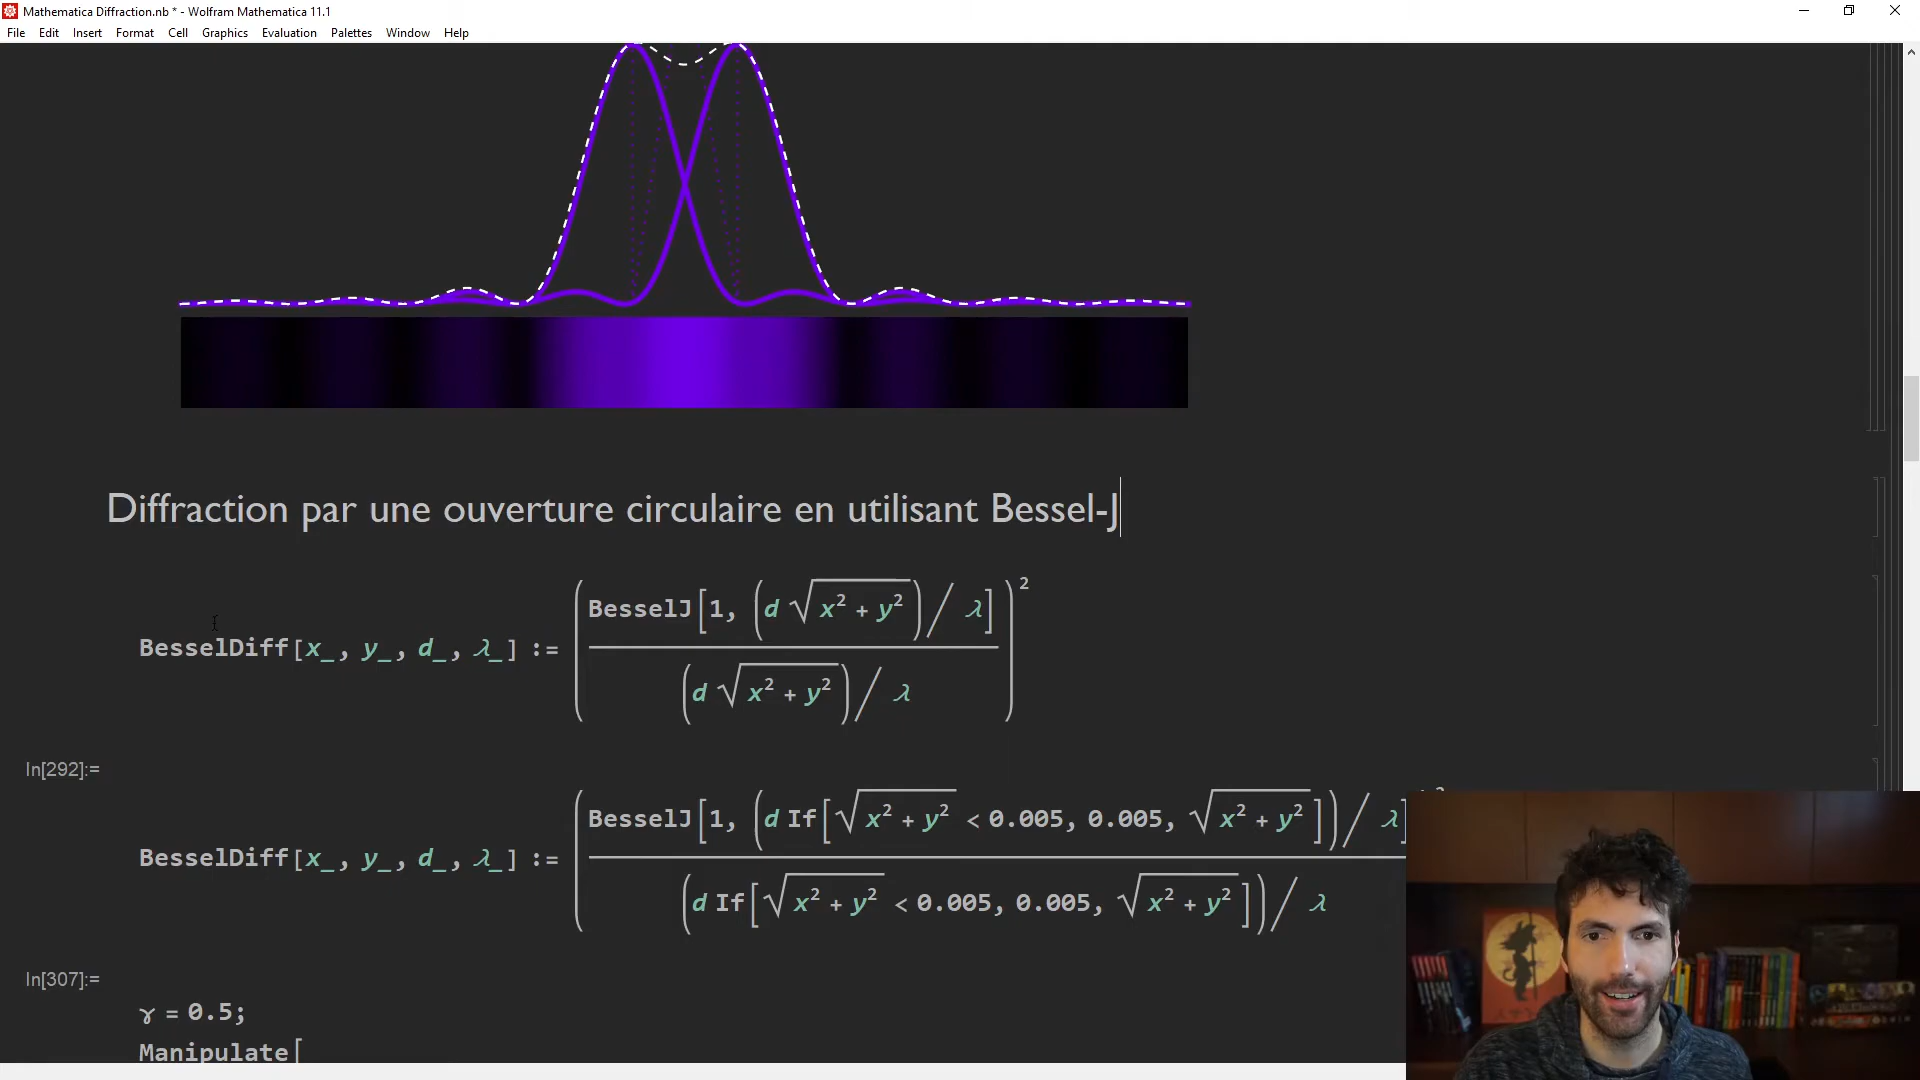 Mathematica Diffraction.nb * - Wolfram Mathematica 11.1
File Edit Insert Format Cell Graphics Evaluation Palettes Window Help
Diffraction par une ouverture circulaire en utilisant Bessel-J
BesselDiff[x_, y_, d_, λ_] := (BesselJ[1, (d √x² + y²) / λ] / (d √x² + y²) / λ)²
In[292]:=
BesselDiff[x_, y_, d_, λ_] := (BesselJ[1, (d If[√x² + y² < 0.005, 0.005, √x² + y²]) / λ] / (d If[√x² + y² < 0.005, 0.005, √x² + y²]) / λ
In[307]:=
γ = 0.5;
Manipulate[